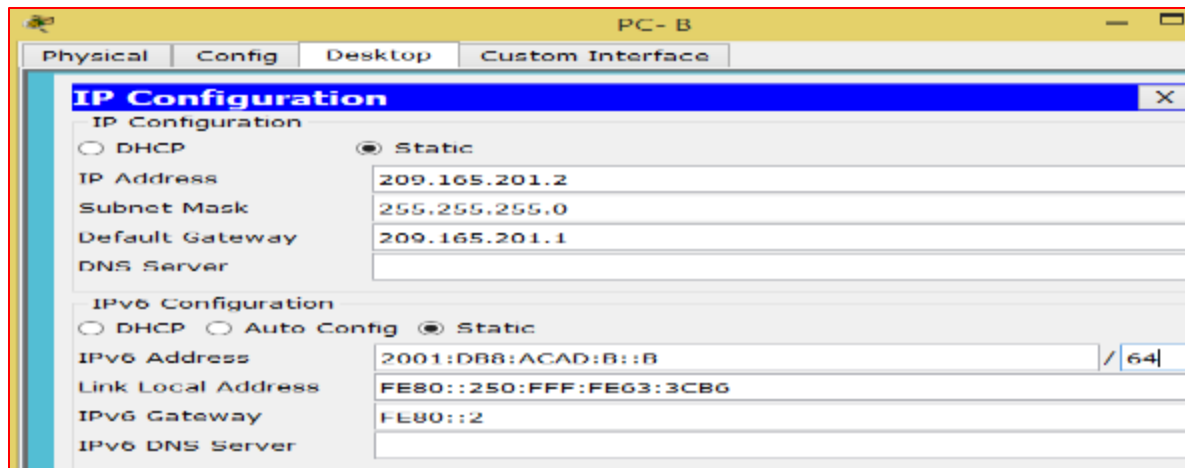 PC- B
Physical Config Desktop Custom Interface
IP Configuration X
IP Configuration
DHCP Static
IP Address 209.165.201.2
Subnet Mask 255.255.255.0
Default Gateway 209.165.201.1
DNS Server
IPv6 Configuration
DHCP Auto Config Static
IPv6 Address 2001:DB8:ACAD:B::B / 64
Link Local Address FE80::250:FFF:FE63:3CB6
IPv6 Gateway FE80::2
IPv6 DNS Server